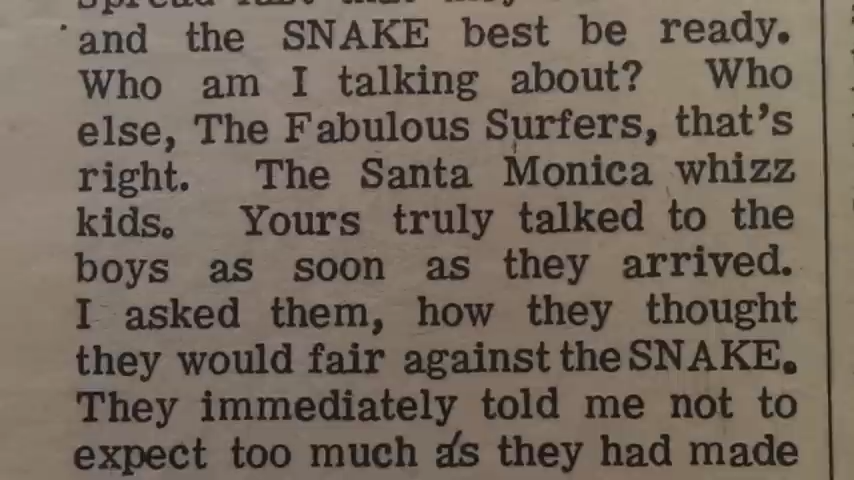 and the SNAKE best be ready.
Who am I talking about? Who
else, The Fabulous Surfers, that's
right. The Santa Monica whizz
kids. Yours truly talked to the
boys as soon as they arrived.
I asked them, how they thought
they would fair against the SNAKE.
They immediately told me not to
expect too much as they had made